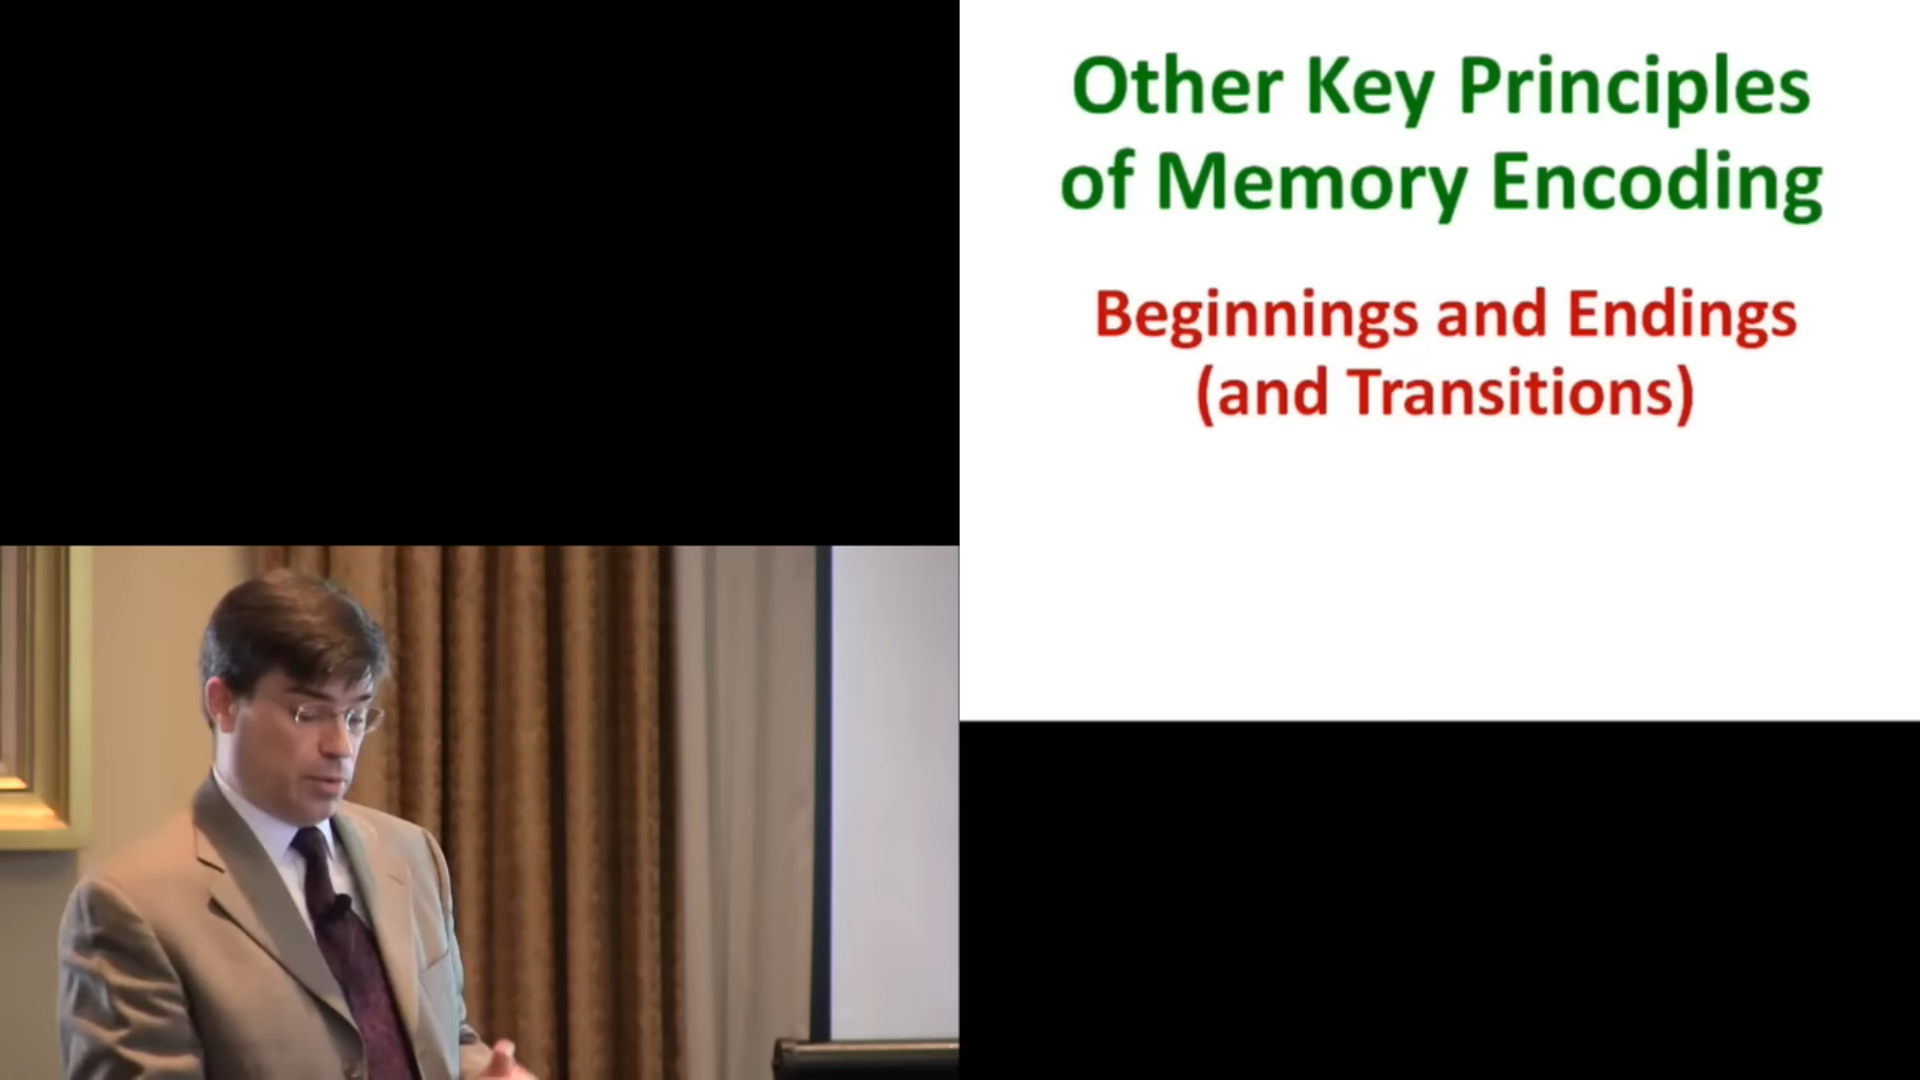 Other Key Principles
of Memory Encoding
Beginnings and Endings
(and Transitions)